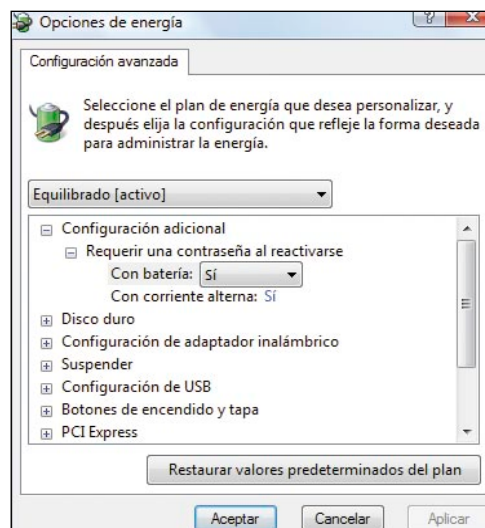 Opciones de energía
Configuración avanzada
Seleccione el plan de energía que desea personalizar, y
después elija la configuración que refleje la forma deseada
para administrar la energía.
Equilibrado [activo]
Configuración adicional
Requerir una contraseña al reactivarse
Con batería: Sí
Con corriente alterna: Sí
Disco duro
Configuración de adaptador inalámbrico
Suspender
Configuración de USB
Botones de encendido y tapa
PCI Express
Restaurar valores predeterminados del plan
Aceptar Cancelar Aplicar